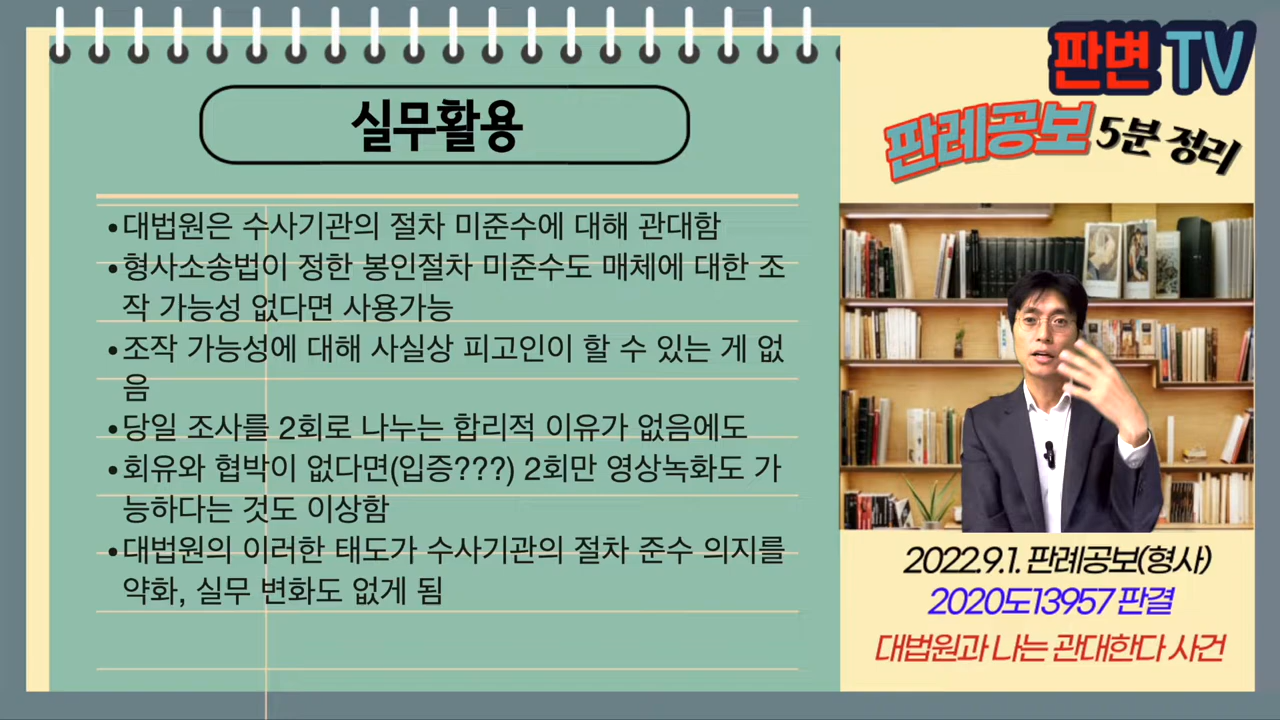 실무활용
•대법원은 수사기관의 절차 미준수에 대해 관대함
•형사소송법이 정한 봉인절차 미준수도 매체에 대한 조
작 가능성 없다면 사용가능
•조작 가능성에 대해 사실상 피고인이 할 수 있는 게 없
음
•당일 조사를 2회로 나누는 합리적 이유가 없음에도
•회유와 협박이 없다면(입증???) 2회만 영상녹화도 가
능하다는 것도 이상함
•대법원의 이러한 태도가 수사기관의 절차 준수 의지를
약화, 실무 변화도 없게 됨
판변 TV
판례공보 5분 정리
2022.9.1. 판례공보(형사)
2020도13957 판결
대법원과 나는 관대한다 사건